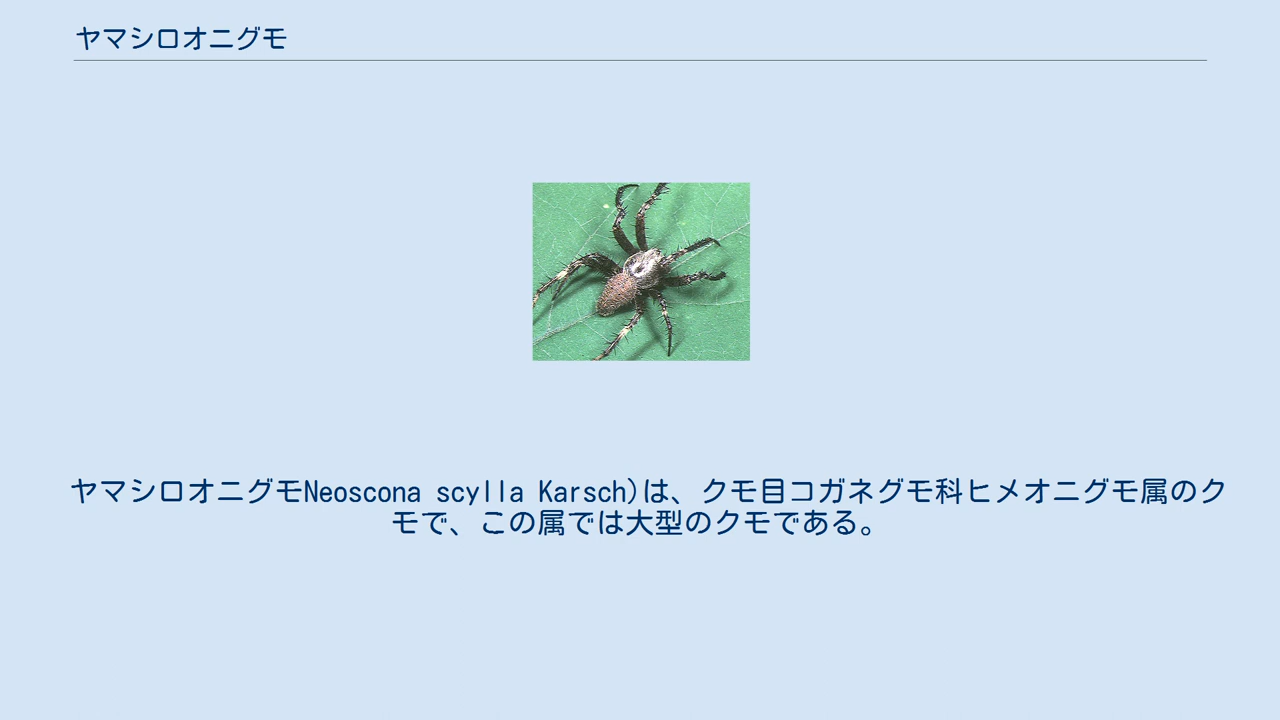 ヤマシロオニグモ
ヤマシロオニグモNeoscona scylla Karsch)は、クモ目コガネグモ科ヒメオニグモ属のク
モで、この属では大型のクモである。